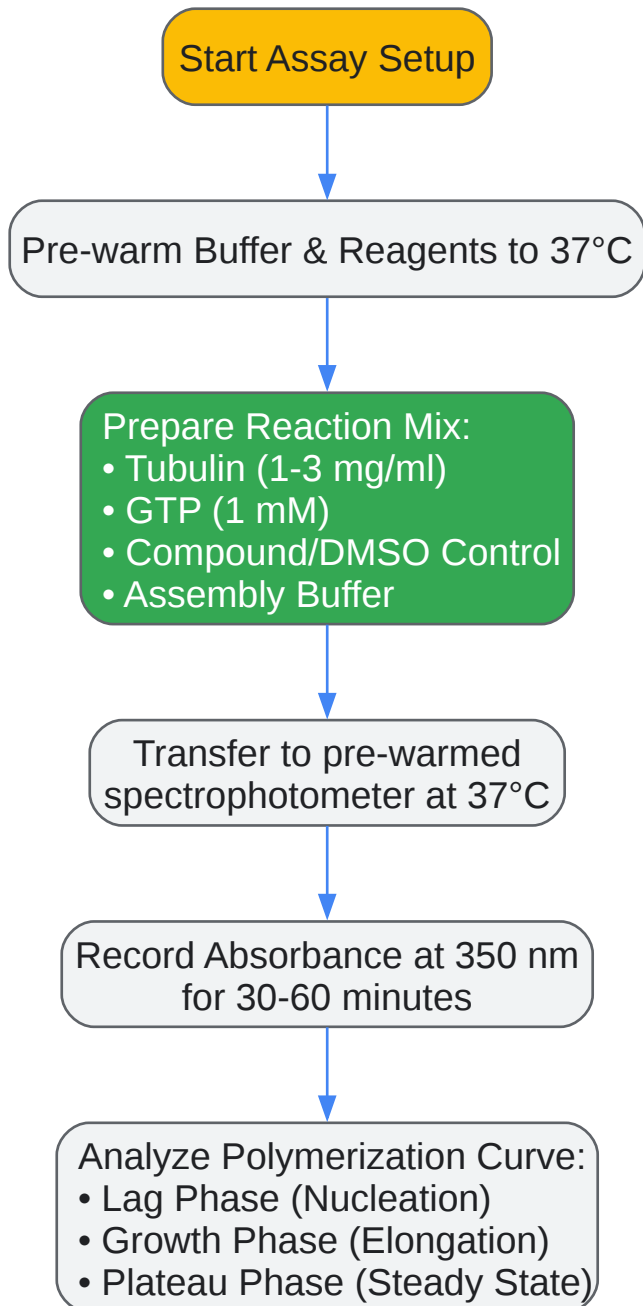 Start Assay Setup
Pre-warm Buffer & Reagents to 37°C
Prepare Reaction Mix:
• Tubulin (1-3 mg/ml)
• GTP (1 mM)
• Compound/DMSO Control
• Assembly Buffer
Transfer to pre-warmed
spectrophotometer at 37°C
Record Absorbance at 350 nm
for 30-60 minutes
Analyze Polymerization Curve:
• Lag Phase (Nucleation)
• Growth Phase (Elongation)
• Plateau Phase (Steady State)